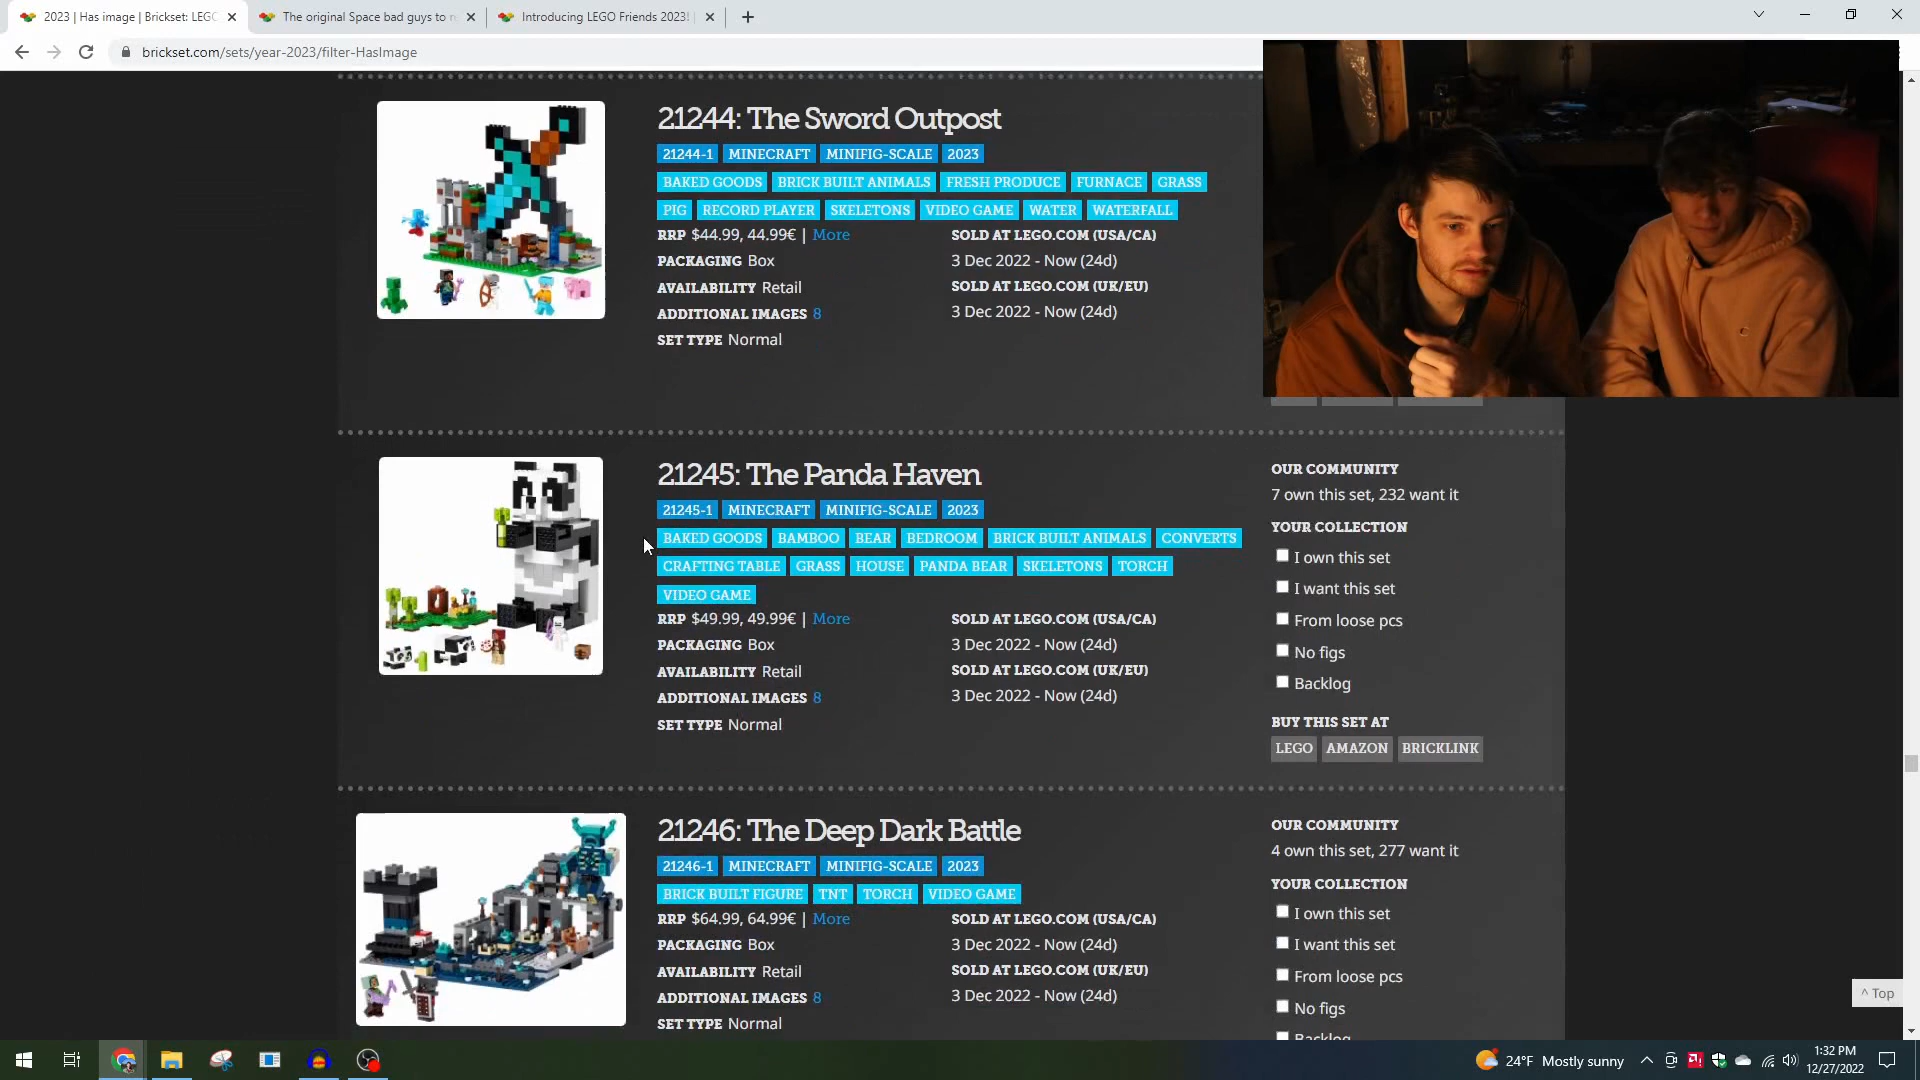 2023 | Has image | Brickset: LEGO
The original Space bad guys to r
Introducing LEGO Friends 2023!
brickset.com/sets/year-2023/filter-HasImage
21244: The Sword Outpost
21244-1 MINECRAFT MINIFIG-SCALE 2023
BAKED GOODS BRICK BUILT ANIMALS FRESH PRODUCE FURNACE GRASS
PIG RECORD PLAYER SKELETONS VIDEO GAME WATER WATERFALL
RRP $44.99, 44.99€ | More
SOLD AT LEGO.COM (USA/CA)
PACKAGING Box
3 Dec 2022 - Now (24d)
AVAILABILITY Retail
SOLD AT LEGO.COM (UK/EU)
ADDITIONAL IMAGES 8
3 Dec 2022 - Now (24d)
SET TYPE Normal
21245: The Panda Haven
21245-1 MINECRAFT MINIFIG-SCALE 2023
BAKED GOODS BAMBOO BEAR BEDROOM BRICK BUILT ANIMALS CONVERTS
CRAFTING TABLE GRASS HOUSE PANDA BEAR SKELETONS TORCH
VIDEO GAME
RRP $49.99, 49.99€ | More
SOLD AT LEGO.COM (USA/CA)
PACKAGING Box
3 Dec 2022 - Now (24d)
AVAILABILITY Retail
SOLD AT LEGO.COM (UK/EU)
ADDITIONAL IMAGES 8
3 Dec 2022 - Now (24d)
SET TYPE Normal
OUR COMMUNITY
7 own this set, 232 want it
YOUR COLLECTION
I own this set
I want this set
From loose pcs
No figs
Backlog
BUY THIS SET AT
LEGO AMAZON BRICKLINK
21246: The Deep Dark Battle
21246-1 MINECRAFT MINIFIG-SCALE 2023
BRICK BUILT FIGURE TNT TORCH VIDEO GAME
RRP $64.99, 64.99€ | More
SOLD AT LEGO.COM (USA/CA)
PACKAGING Box
3 Dec 2022 - Now (24d)
AVAILABILITY Retail
SOLD AT LEGO.COM (UK/EU)
ADDITIONAL IMAGES 8
3 Dec 2022 - Now (24d)
SET TYPE Normal
OUR COMMUNITY
4 own this set, 277 want it
YOUR COLLECTION
I own this set
I want this set
From loose pcs
No figs
Backlog
^ Top
24°F Mostly sunny
1:32 PM
12/27/2022